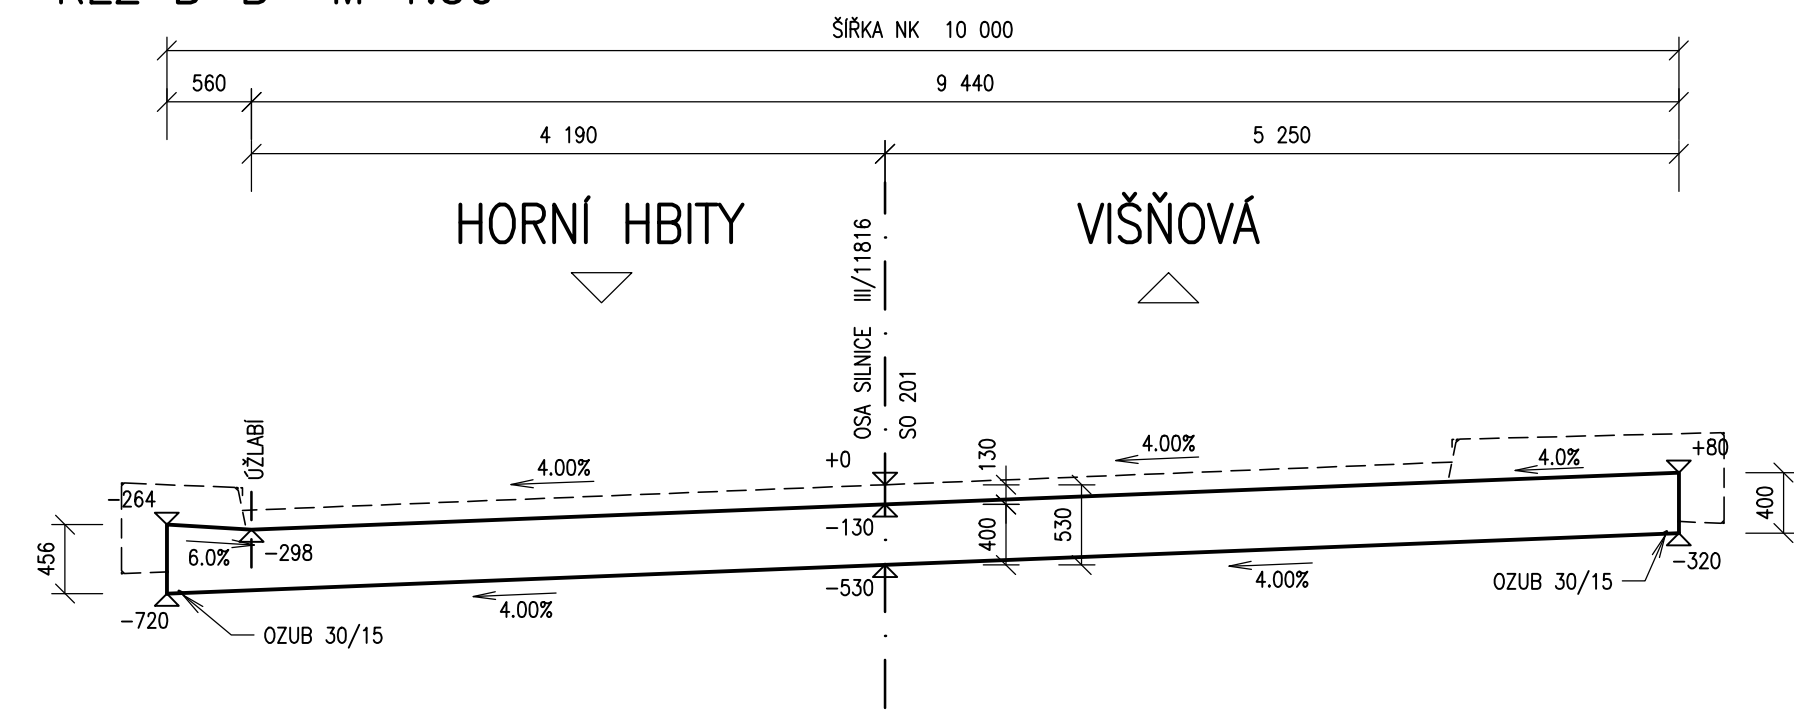 ŠÍŘKA NK 10 000
560
9 440
4 190
5 250
HORNÍ HBITY
VIŠŇOVÁ
OSA SILNICE III/11816
SO 201
ÚŽLABÍ
4.00%
+0
130
4.00%
4.0%
+80
-264
-130
400
530
400
456
6.0%
-298
-530
-320
4.00%
4.00%
OZUB 30/15
-720
OZUB 30/15